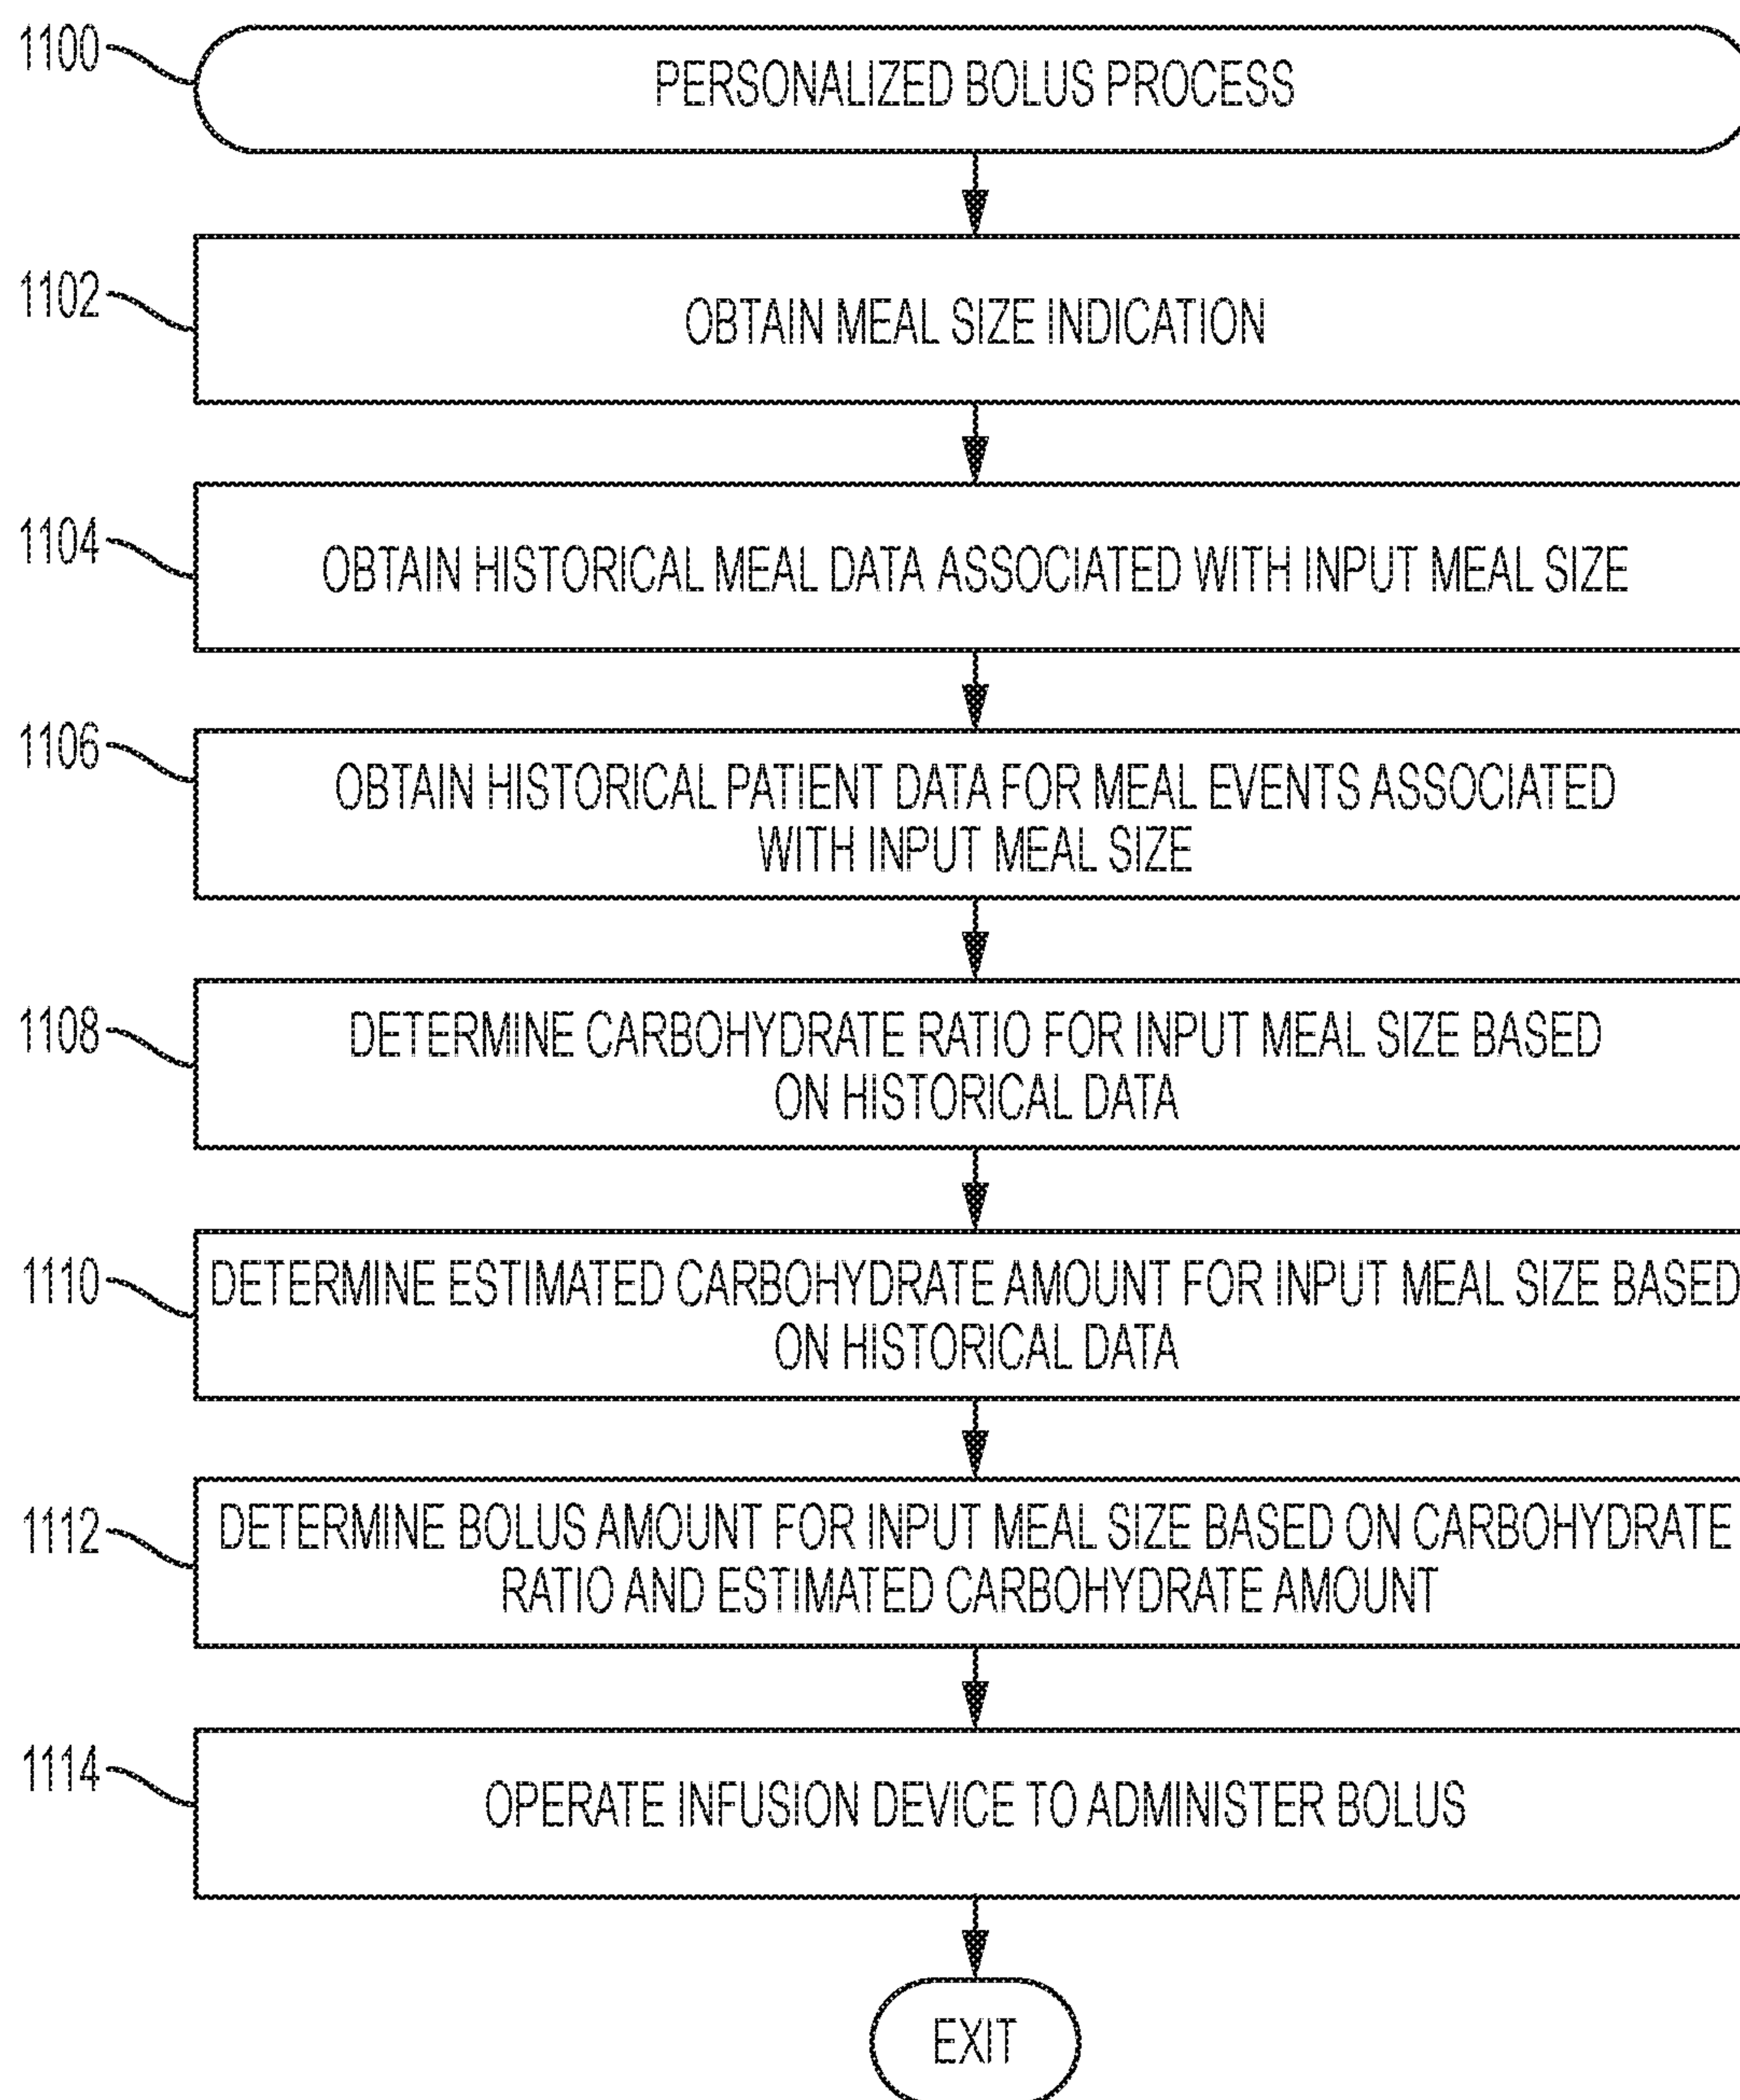 1100
PERSONALIZED BOLUS PROCESS
1102
OBTAIN MEAL SIZE INDICATION
1104
OBTAIN HISTORICAL MEAL DATA ASSOCIATED WITH INPUT MEAL SIZE
1106
OBTAIN HISTORICAL PATIENT DATA FOR MEAL EVENTS ASSOCIATED
WITH INPUT MEAL SIZE
1108
DETERMINE CARBOHYDRATE RATIO FOR INPUT MEAL SIZE BASED
ON HISTORICAL DATA
1110
DETERMINE ESTIMATED CARBOHYDRATE AMOUNT FOR INPUT MEAL SIZE BASED
ON HISTORICAL DATA
1112
DETERMINE BOLUS AMOUNT FOR INPUT MEAL SIZE BASED ON CARBOHYDRATE
RATIO AND ESTIMATED CARBOHYDRATE AMOUNT
1114
OPERATE INFUSION DEVICE TO ADMINISTER BOLUS
EXIT